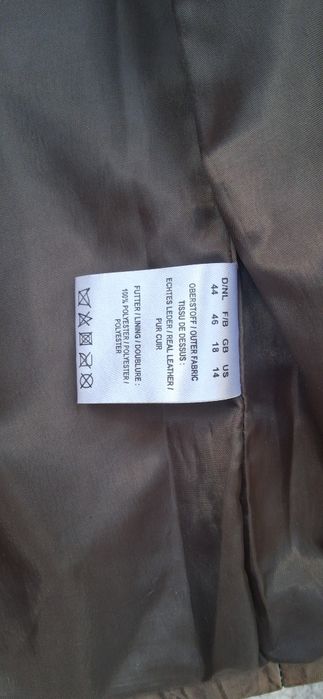 D/NL F/B GB US
44 46 18 14
OBERSTOFF / OUTER FABRIC
TISSU DE DESSUS :
ECHTES LEDER / REAL LEATHER /
PUR CUIR
FUTTER / LINING / DOUBLURE :
100% POLYESTER / POLYESTER /
POLYESTER